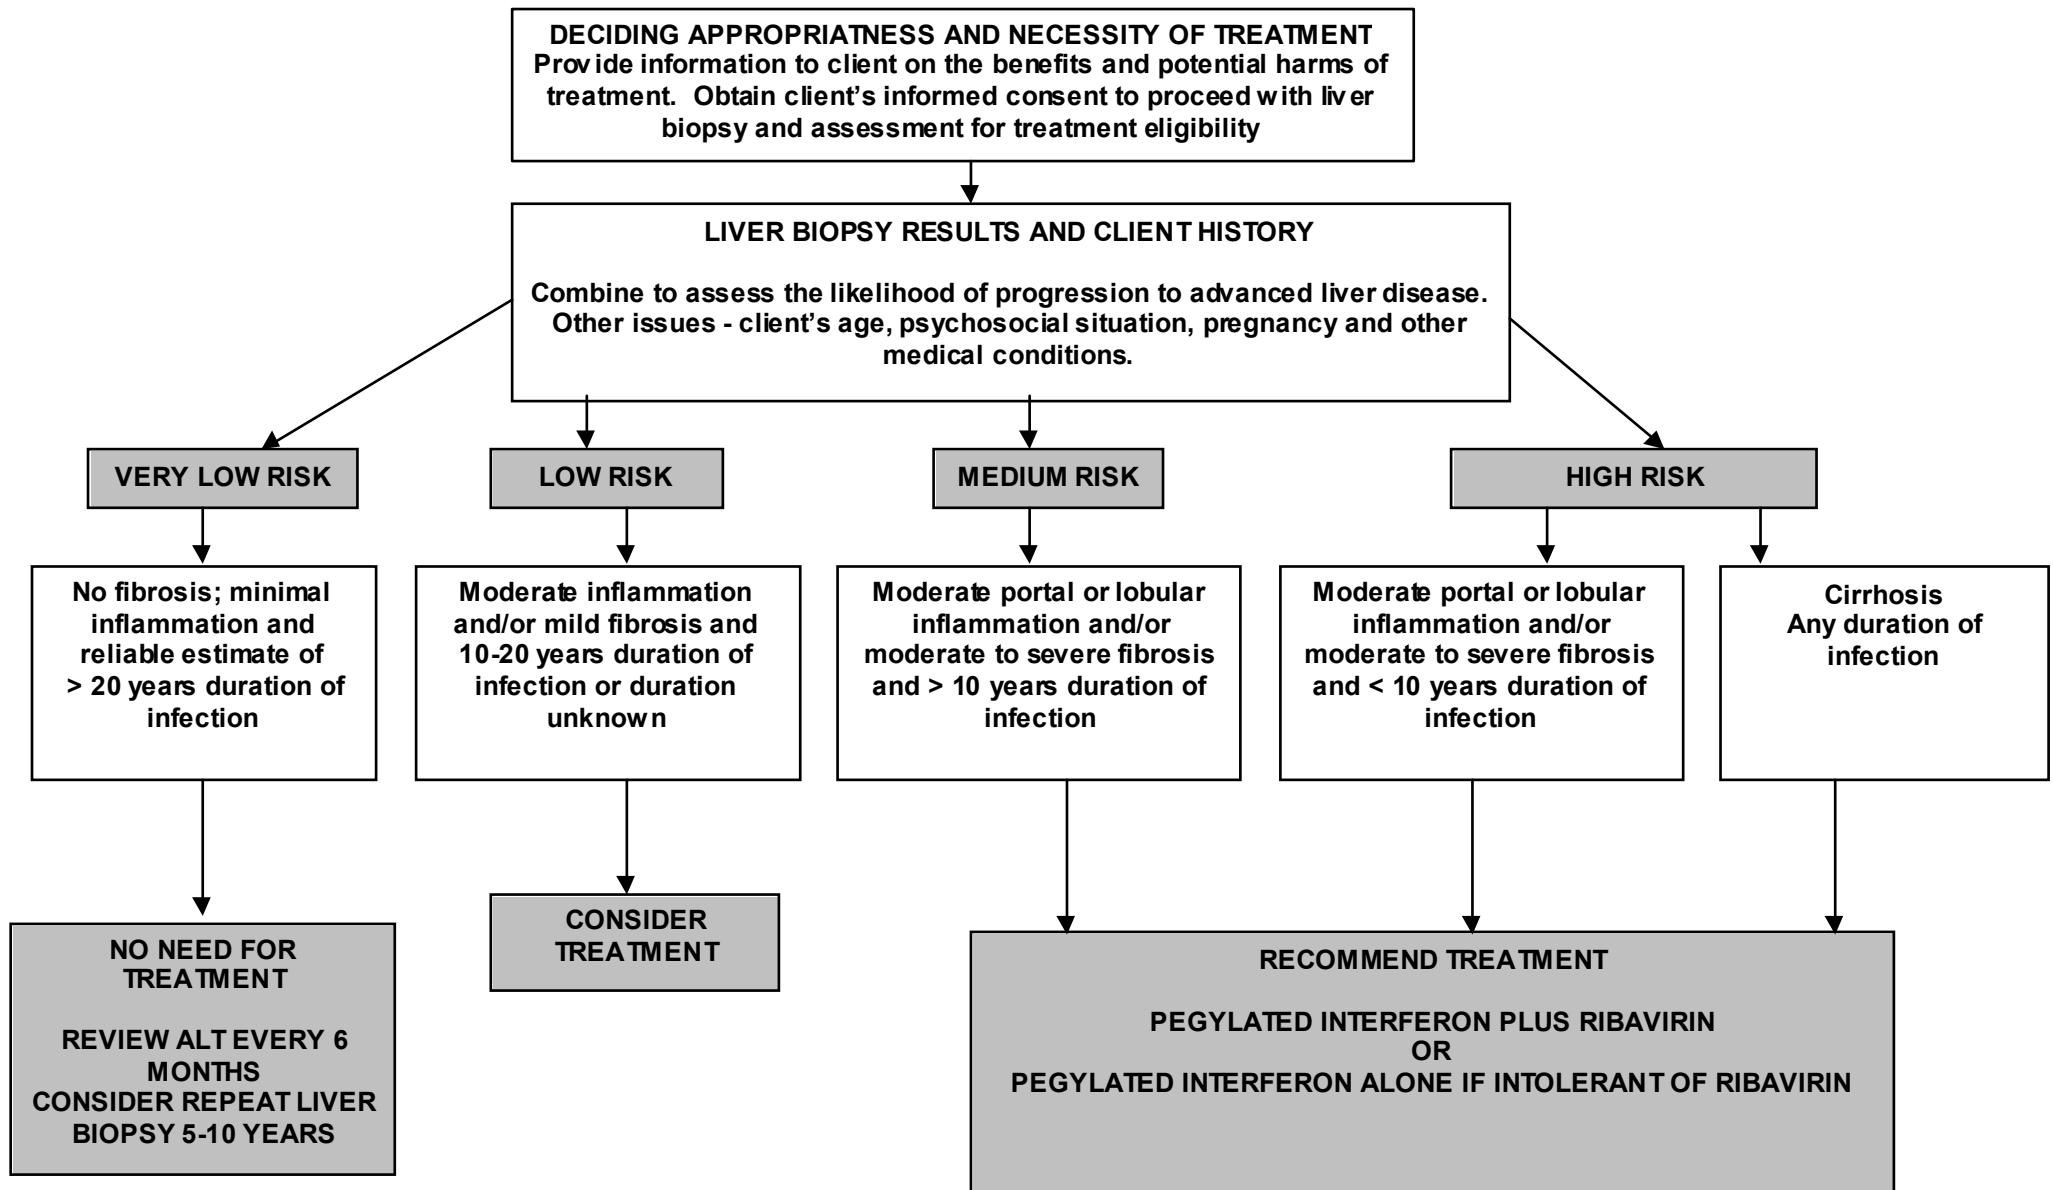 DECIDING APPROPRIATNESS AND NECESSITY OF TREATMENT
Provide information to client on the benefits and potential harms of
treatment.  Obtain client's informed consent to proceed with liver
biopsy and assessment for treatment eligibility
LIVER BIOPSY RESULTS AND CLIENT HISTORY
Combine to assess the likelihood of progression to advanced liver disease.
Other issues - client's age, psychosocial situation, pregnancy and other
medical conditions.
VERY LOW RISK
LOW RISK
MEDIUM RISK
HIGH RISK
No fibrosis; minimal
inflammation and
reliable estimate of
> 20 years duration of
infection
Moderate inflammation
and/or mild fibrosis and
10-20 years duration of
infection or duration
unknown
Moderate portal or lobular
inflammation and/or
moderate to severe fibrosis
and > 10 years duration of
infection
Moderate portal or lobular
inflammation and/or
moderate to severe fibrosis
and < 10 years duration of
infection
Cirrhosis
Any duration of
infection
NO NEED FOR
TREATMENT
REVIEW ALT EVERY 6
MONTHS
CONSIDER REPEAT LIVER
BIOPSY 5-10 YEARS
CONSIDER
TREATMENT
RECOMMEND TREATMENT
PEGYLATED INTERFERON PLUS RIBAVIRIN
OR
PEGYLATED INTERFERON ALONE IF INTOLERANT OF RIBAVIRIN